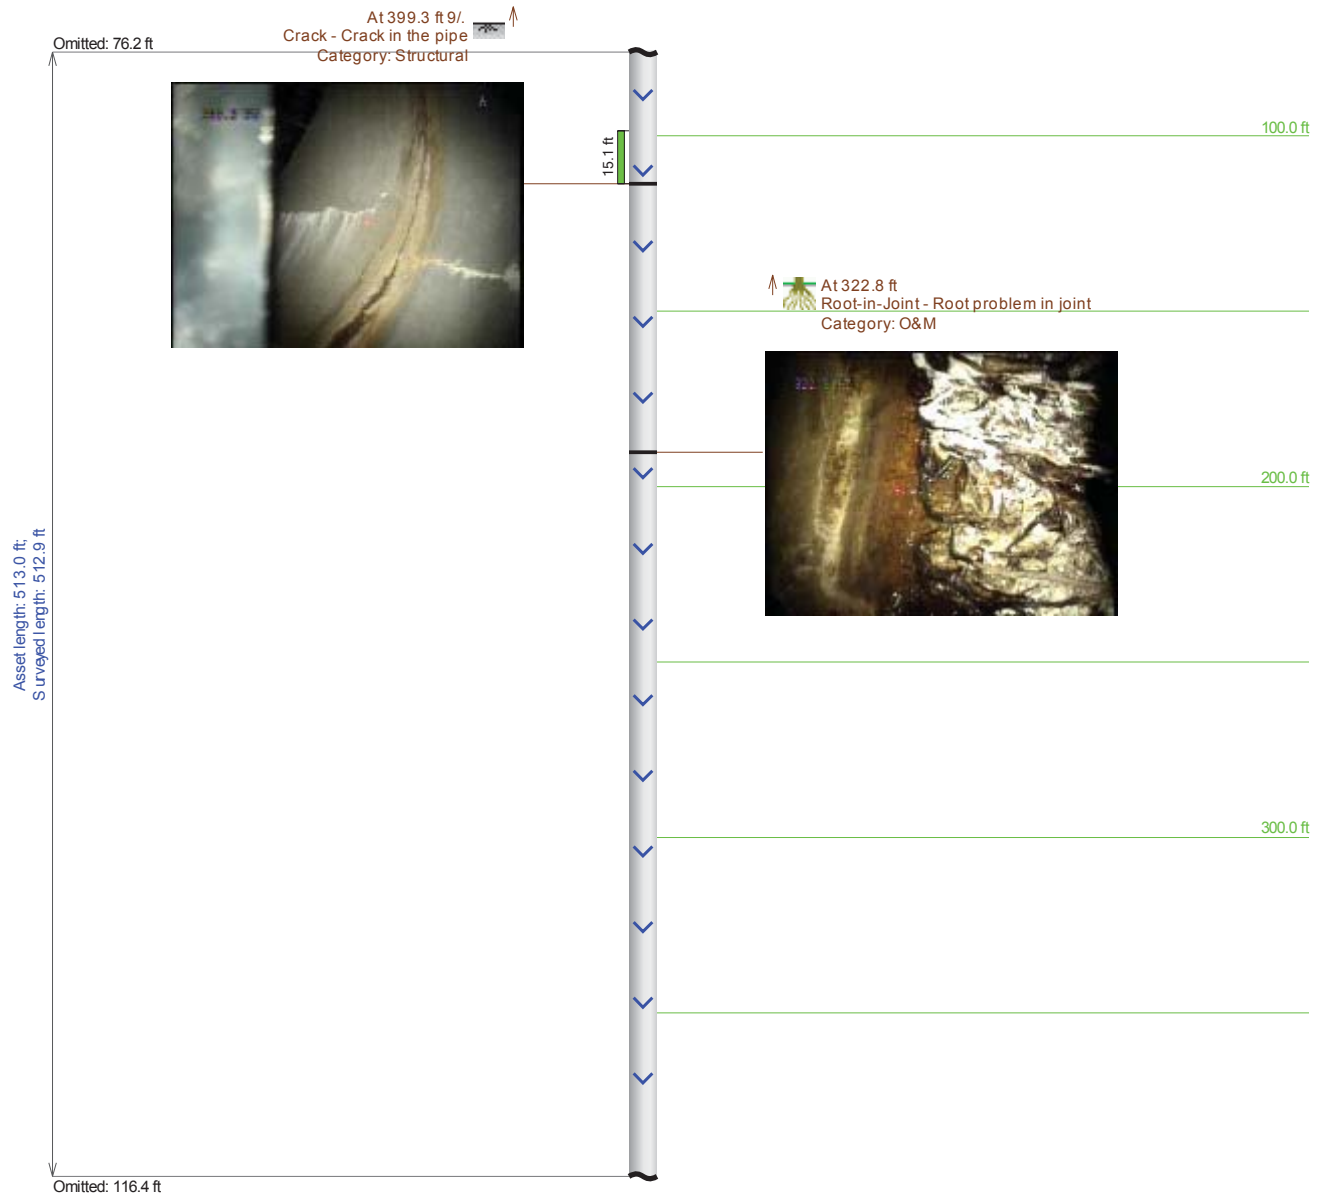 At 399.3 ft 9/.
Crack - Crack in the pipe
Category: Structural
Omitted: 76.2 ft
100.0 ft
15.1 ft
At 322.8 ft
Root-in-Joint - Root problem in joint
Category: O&M
200.0 ft
Asset length: 513.0 ft;
Surveyed length: 512.9 ft
300.0 ft
Omitted: 116.4 ft